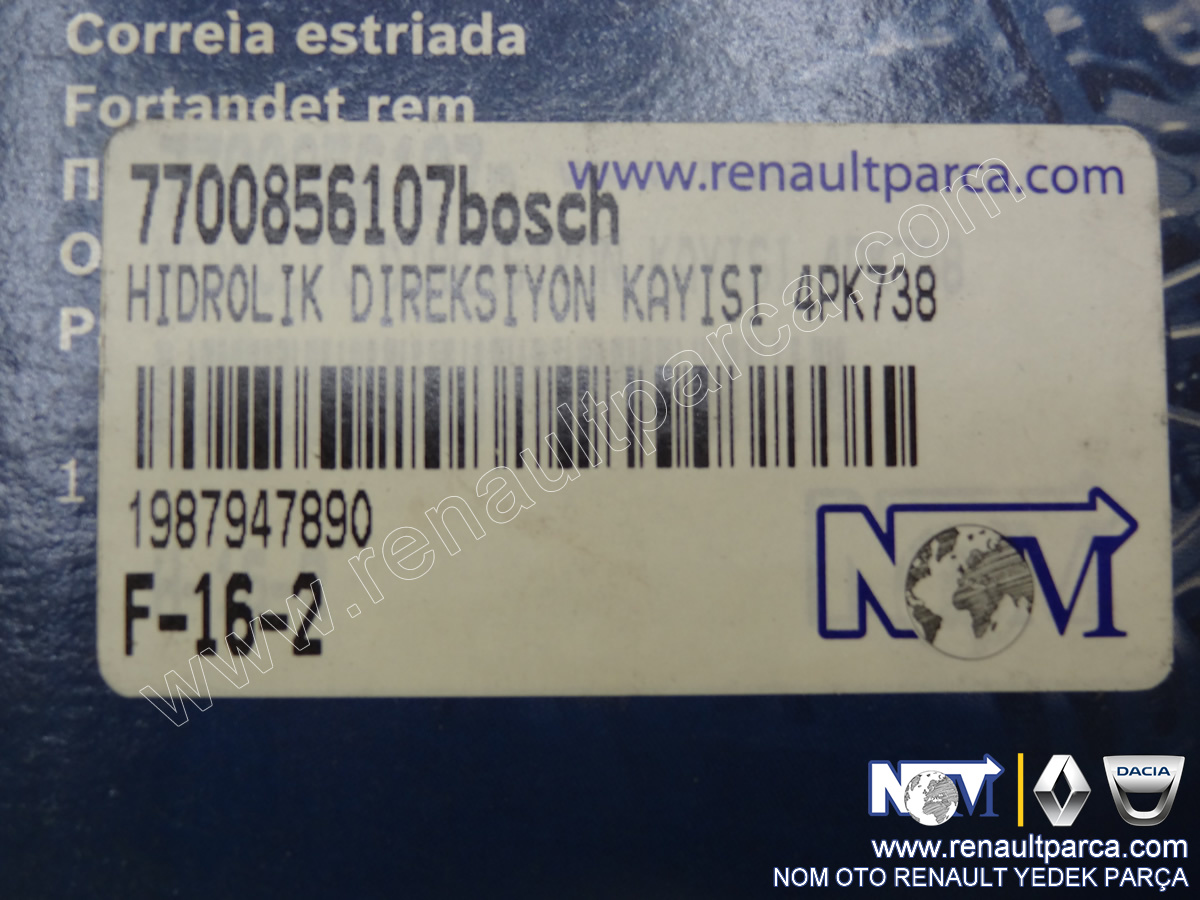 Correia estriada
Fortandet rem
П
О
Р
1
7700856107bosch
www.renaultparca.com
HIDROLIK DIREKSIYON KAYISI 4PK738
1987947890
F-16-2
NOM
www.renaultparca.com
NOM
DACIA
www.renaultparca.com
NOM OTO RENAULT YEDEK PARÇA